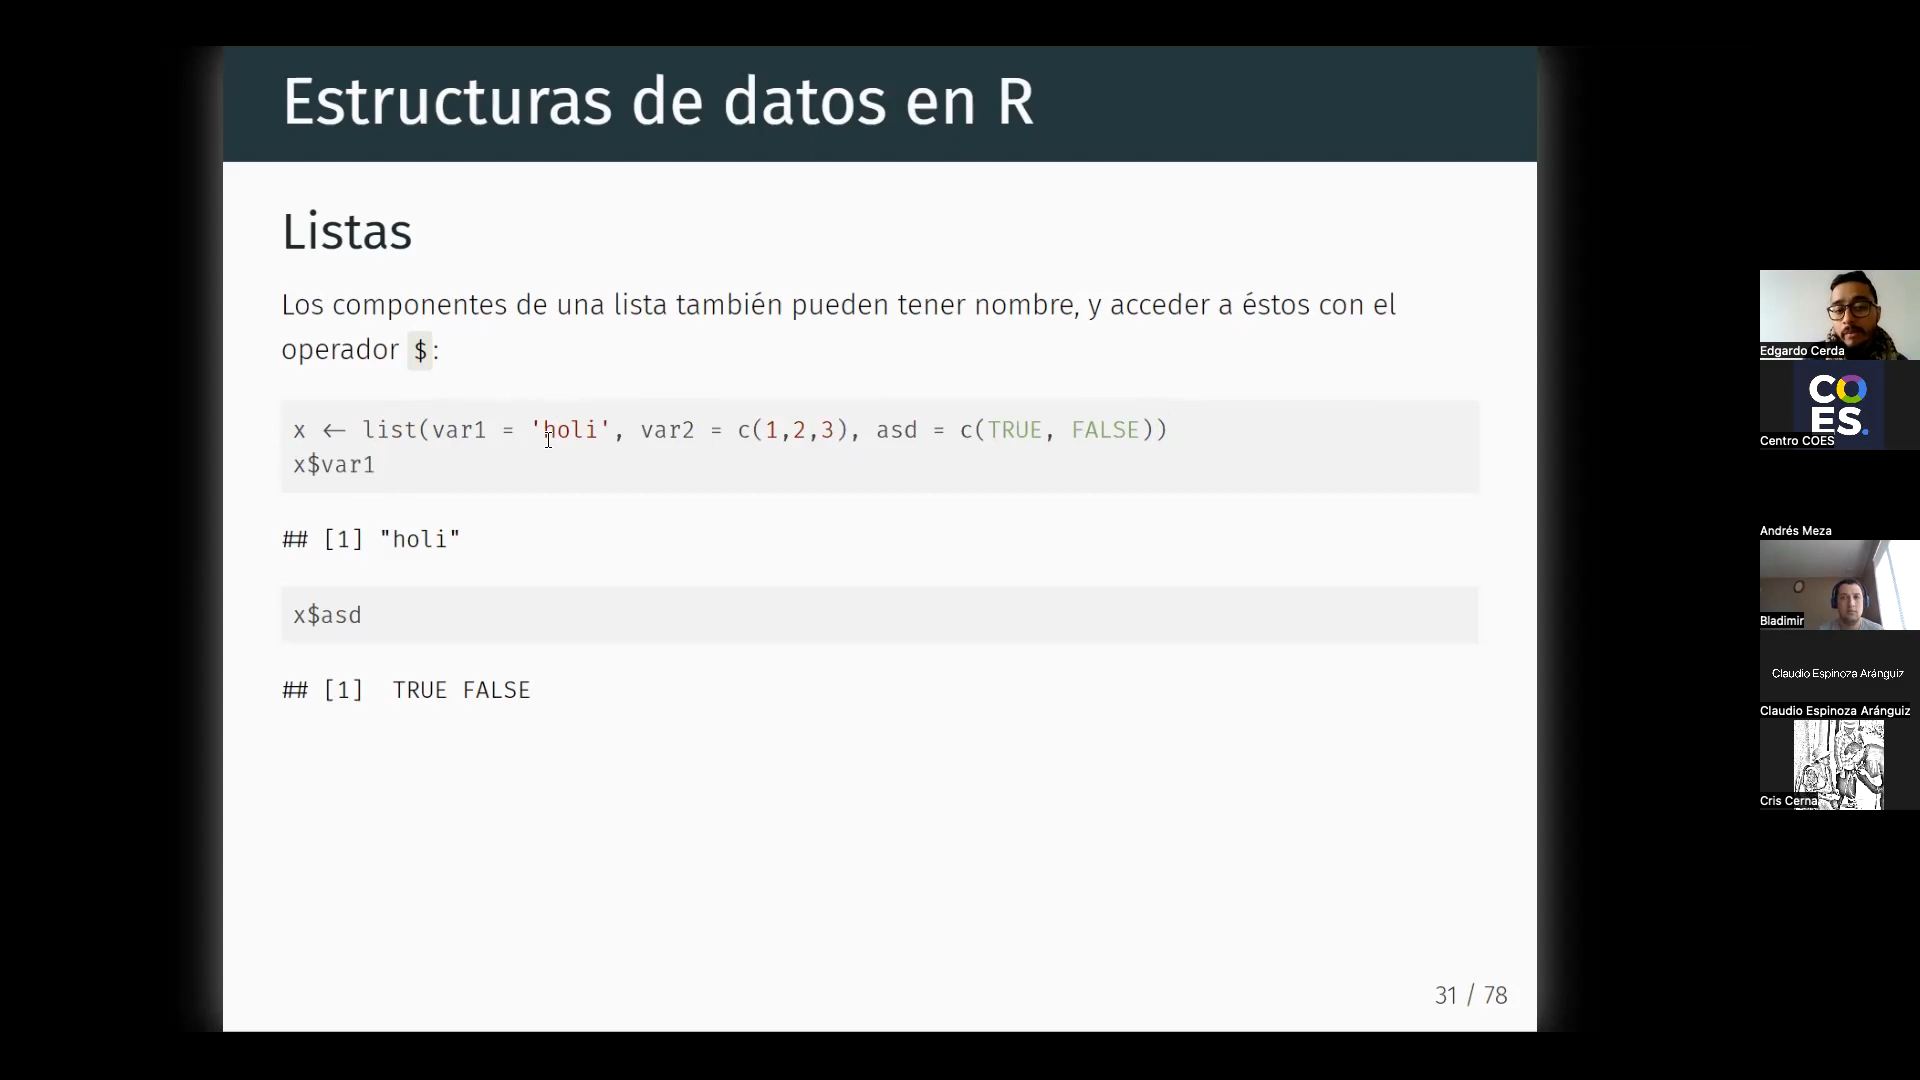 Estructuras de datos en R
Listas
Los componentes de una lista también pueden tener nombre, y acceder a éstos con el
operador $:
x ← list(var1 = 'holi', var2 = c(1,2,3), asd = c(TRUE, FALSE))
x$var1
## [1] "holi"
x$asd
## [1]  TRUE FALSE
31 / 78
Edgardo Cerda
CO
ES.
Centro COES
Andrés Meza
Bladimir
Claudio Espinoza Aránguiz
Claudio Espinoza Aránguiz
Cris Cerna